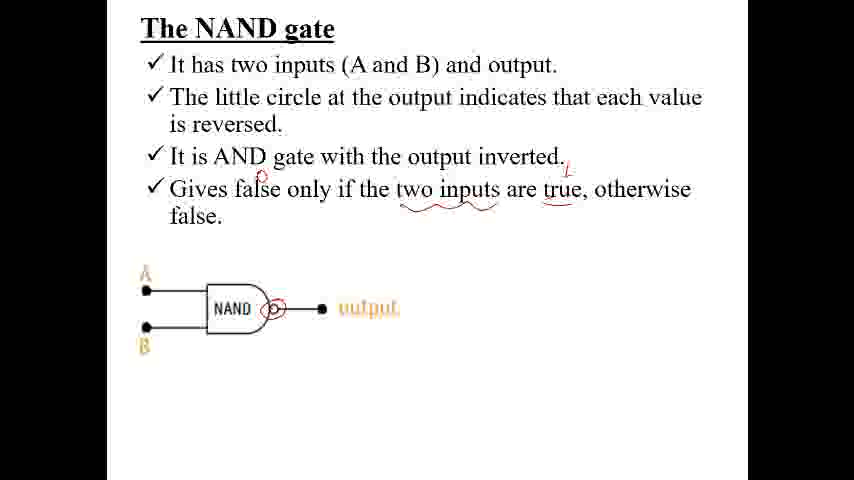 The NAND gate
✓ It has two inputs (A and B) and output.
✓ The little circle at the output indicates that each value
is reversed.
✓ It is AND gate with the output inverted.
0 1
✓ Gives false only if the two inputs are true, otherwise
false.
A
NAND output
B